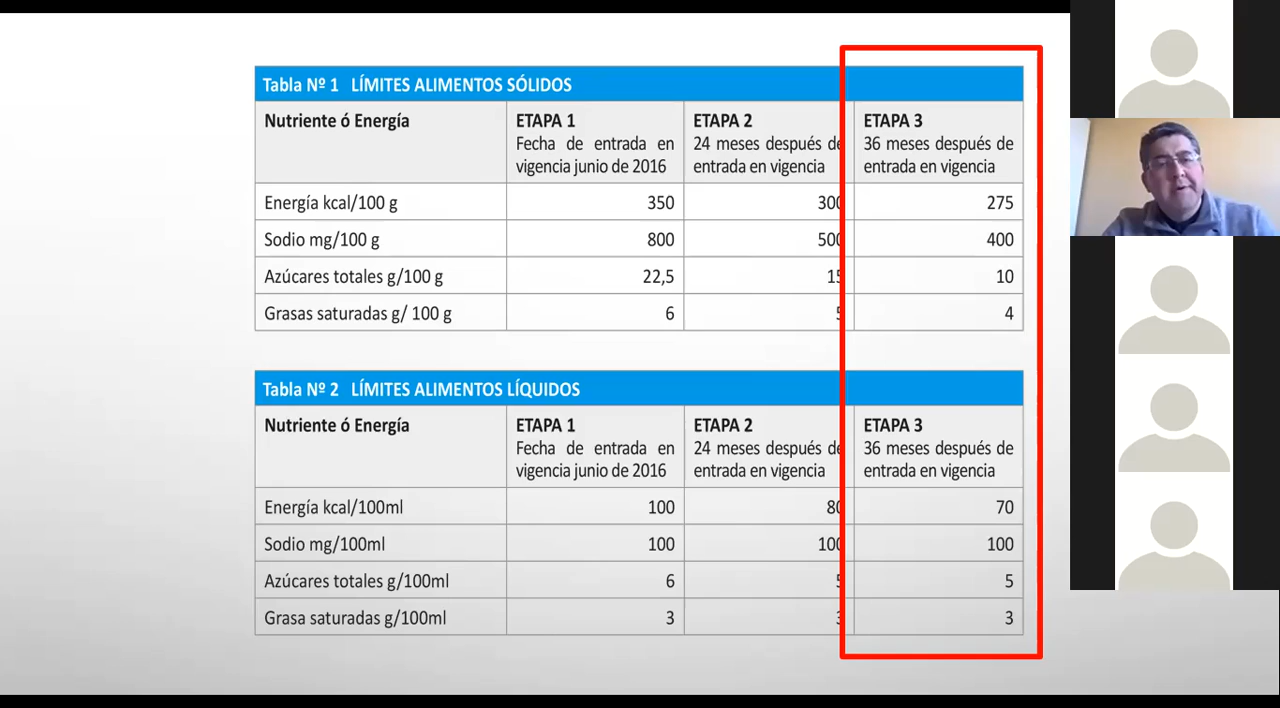 Tabla Nº 1 LÍMITES ALIMENTOS SÓLIDOS
Nutriente ó Energía ETAPA 1 ETAPA 2 ETAPA 3
Fecha de entrada en 24 meses después de 36 meses después de
vigencia junio de 2016 entrada en vigencia entrada en vigencia
Energía kcal/100 g 350 300 275
Sodio mg/100 g 800 500 400
Azúcares totales g/100 g 22,5 15 10
Grasas saturadas g/ 100 g 6 5 4
Tabla Nº 2 LÍMITES ALIMENTOS LÍQUIDOS
Nutriente ó Energía ETAPA 1 ETAPA 2 ETAPA 3
Fecha de entrada en 24 meses después de 36 meses después de
vigencia junio de 2016 entrada en vigencia entrada en vigencia
Energía kcal/100ml 100 80 70
Sodio mg/100ml 100 100 100
Azúcares totales g/100ml 6 5 5
Grasa saturadas g/100ml 3 3 3